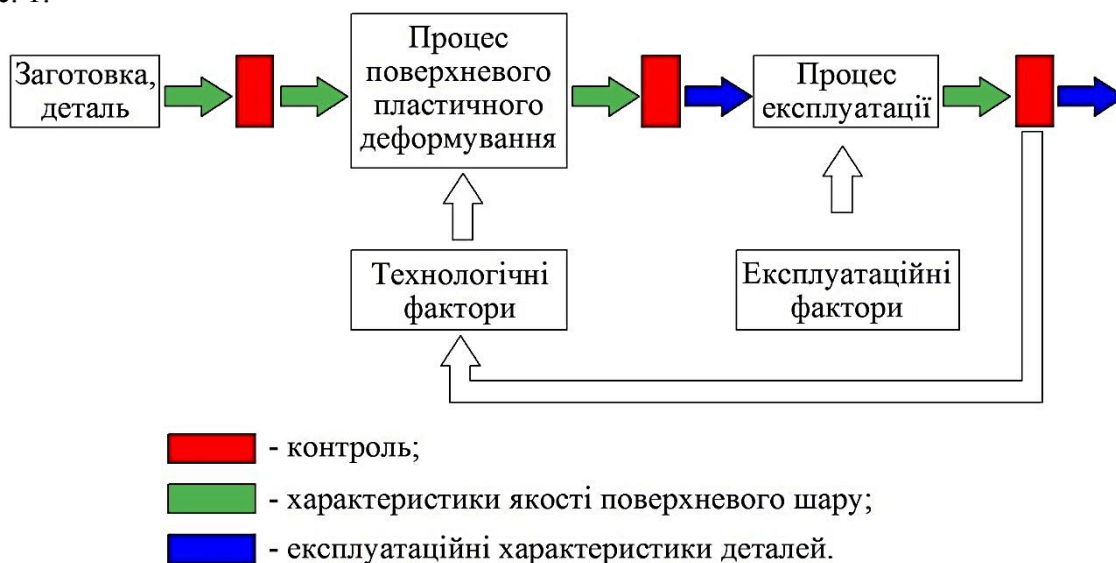 с. 1.
Заготовка,
деталь
Процес
поверхневого
пластичного
деформування
Процес
експлуатації
Технологічні
фактори
Експлуатаційні
фактори
- контроль;
- характеристики якості поверхневого шару;
- експлуатаційні характеристики деталей.